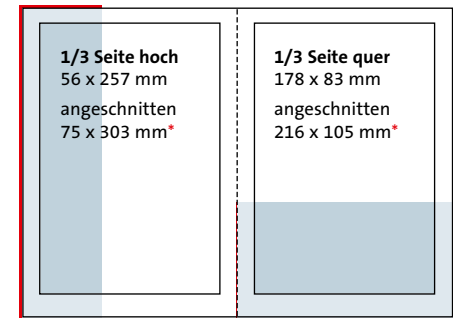 1/3 Seite hoch
56 x 257 mm
angeschnitten
75 x 303 mm*
1/3 Seite quer
178 x 83 mm
angeschnitten
216 x 105 mm*